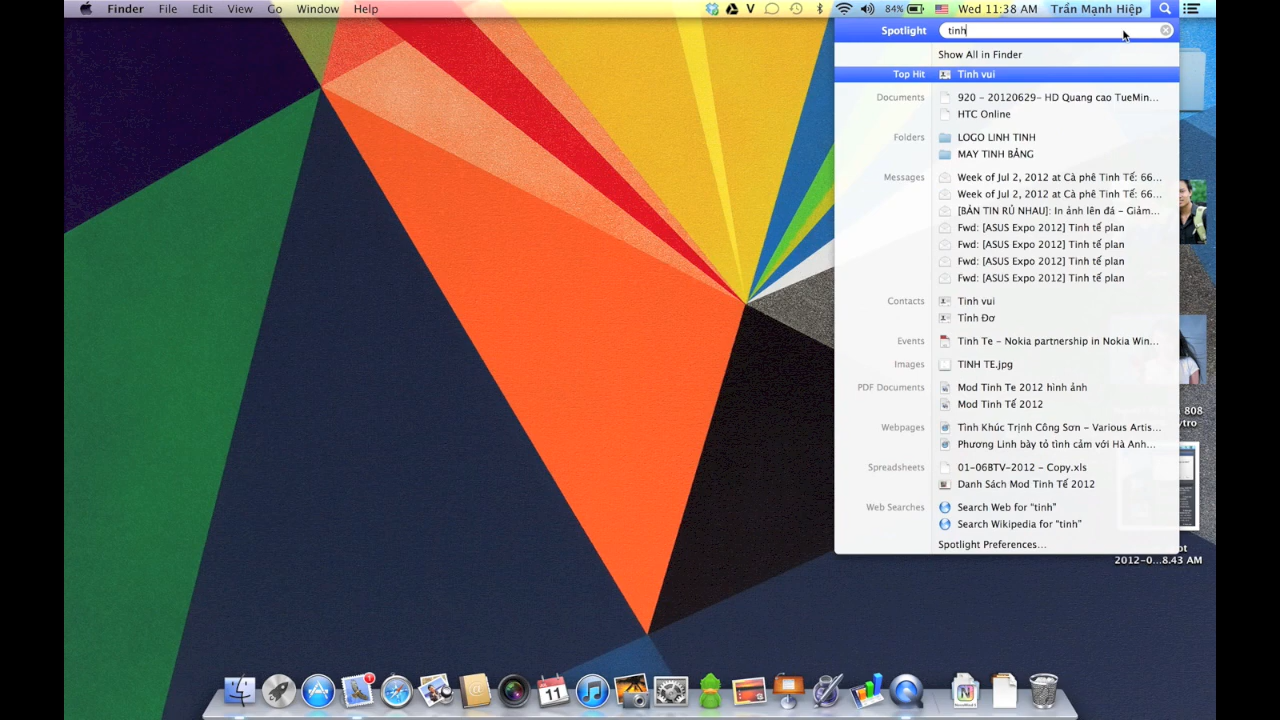 Finder File Edit View Go Window Help
V 84% Wed 11:38 AM Trần Mạnh Hiệp
Spotlight tinh
Show All in Finder
Top Hit Tinh vui
Documents 920 - 20120629- HD Quang cao TueMin...
HTC Online
Folders LOGO LINH TINH
MAY TINH BẢNG
Messages Week of Jul 2, 2012 at Cà phê Tinh Tế: 66...
Week of Jul 2, 2012 at Cà phê Tinh Tế: 66...
[BẢN TIN RỦ NHAU]: In ảnh lên đá - Giảm...
Fwd: [ASUS Expo 2012] Tinh tế plan
Fwd: [ASUS Expo 2012] Tinh tế plan
Fwd: [ASUS Expo 2012] Tinh tế plan
Fwd: [ASUS Expo 2012] Tinh tế plan
Contacts Tinh vui
Tỉnh Đơ
Events Tinh Te - Nokia partnership in Nokia Win...
Images TINH TE.jpg
PDF Documents Mod Tinh Te 2012 hình ảnh
Mod Tinh Tế 2012
Webpages Tình Khúc Trịnh Công Sơn - Various Artis...
Phương Linh bày tỏ tình cảm với Hà Anh...
Spreadsheets 01-06BTV-2012 - Copy.xls
Danh Sách Mod Tinh Tế 2012
Web Searches Search Web for "tinh"
Search Wikipedia for "tinh"
Spotlight Preferences...
808
tro
ot
2012-0...8.43 AM
1
11
N